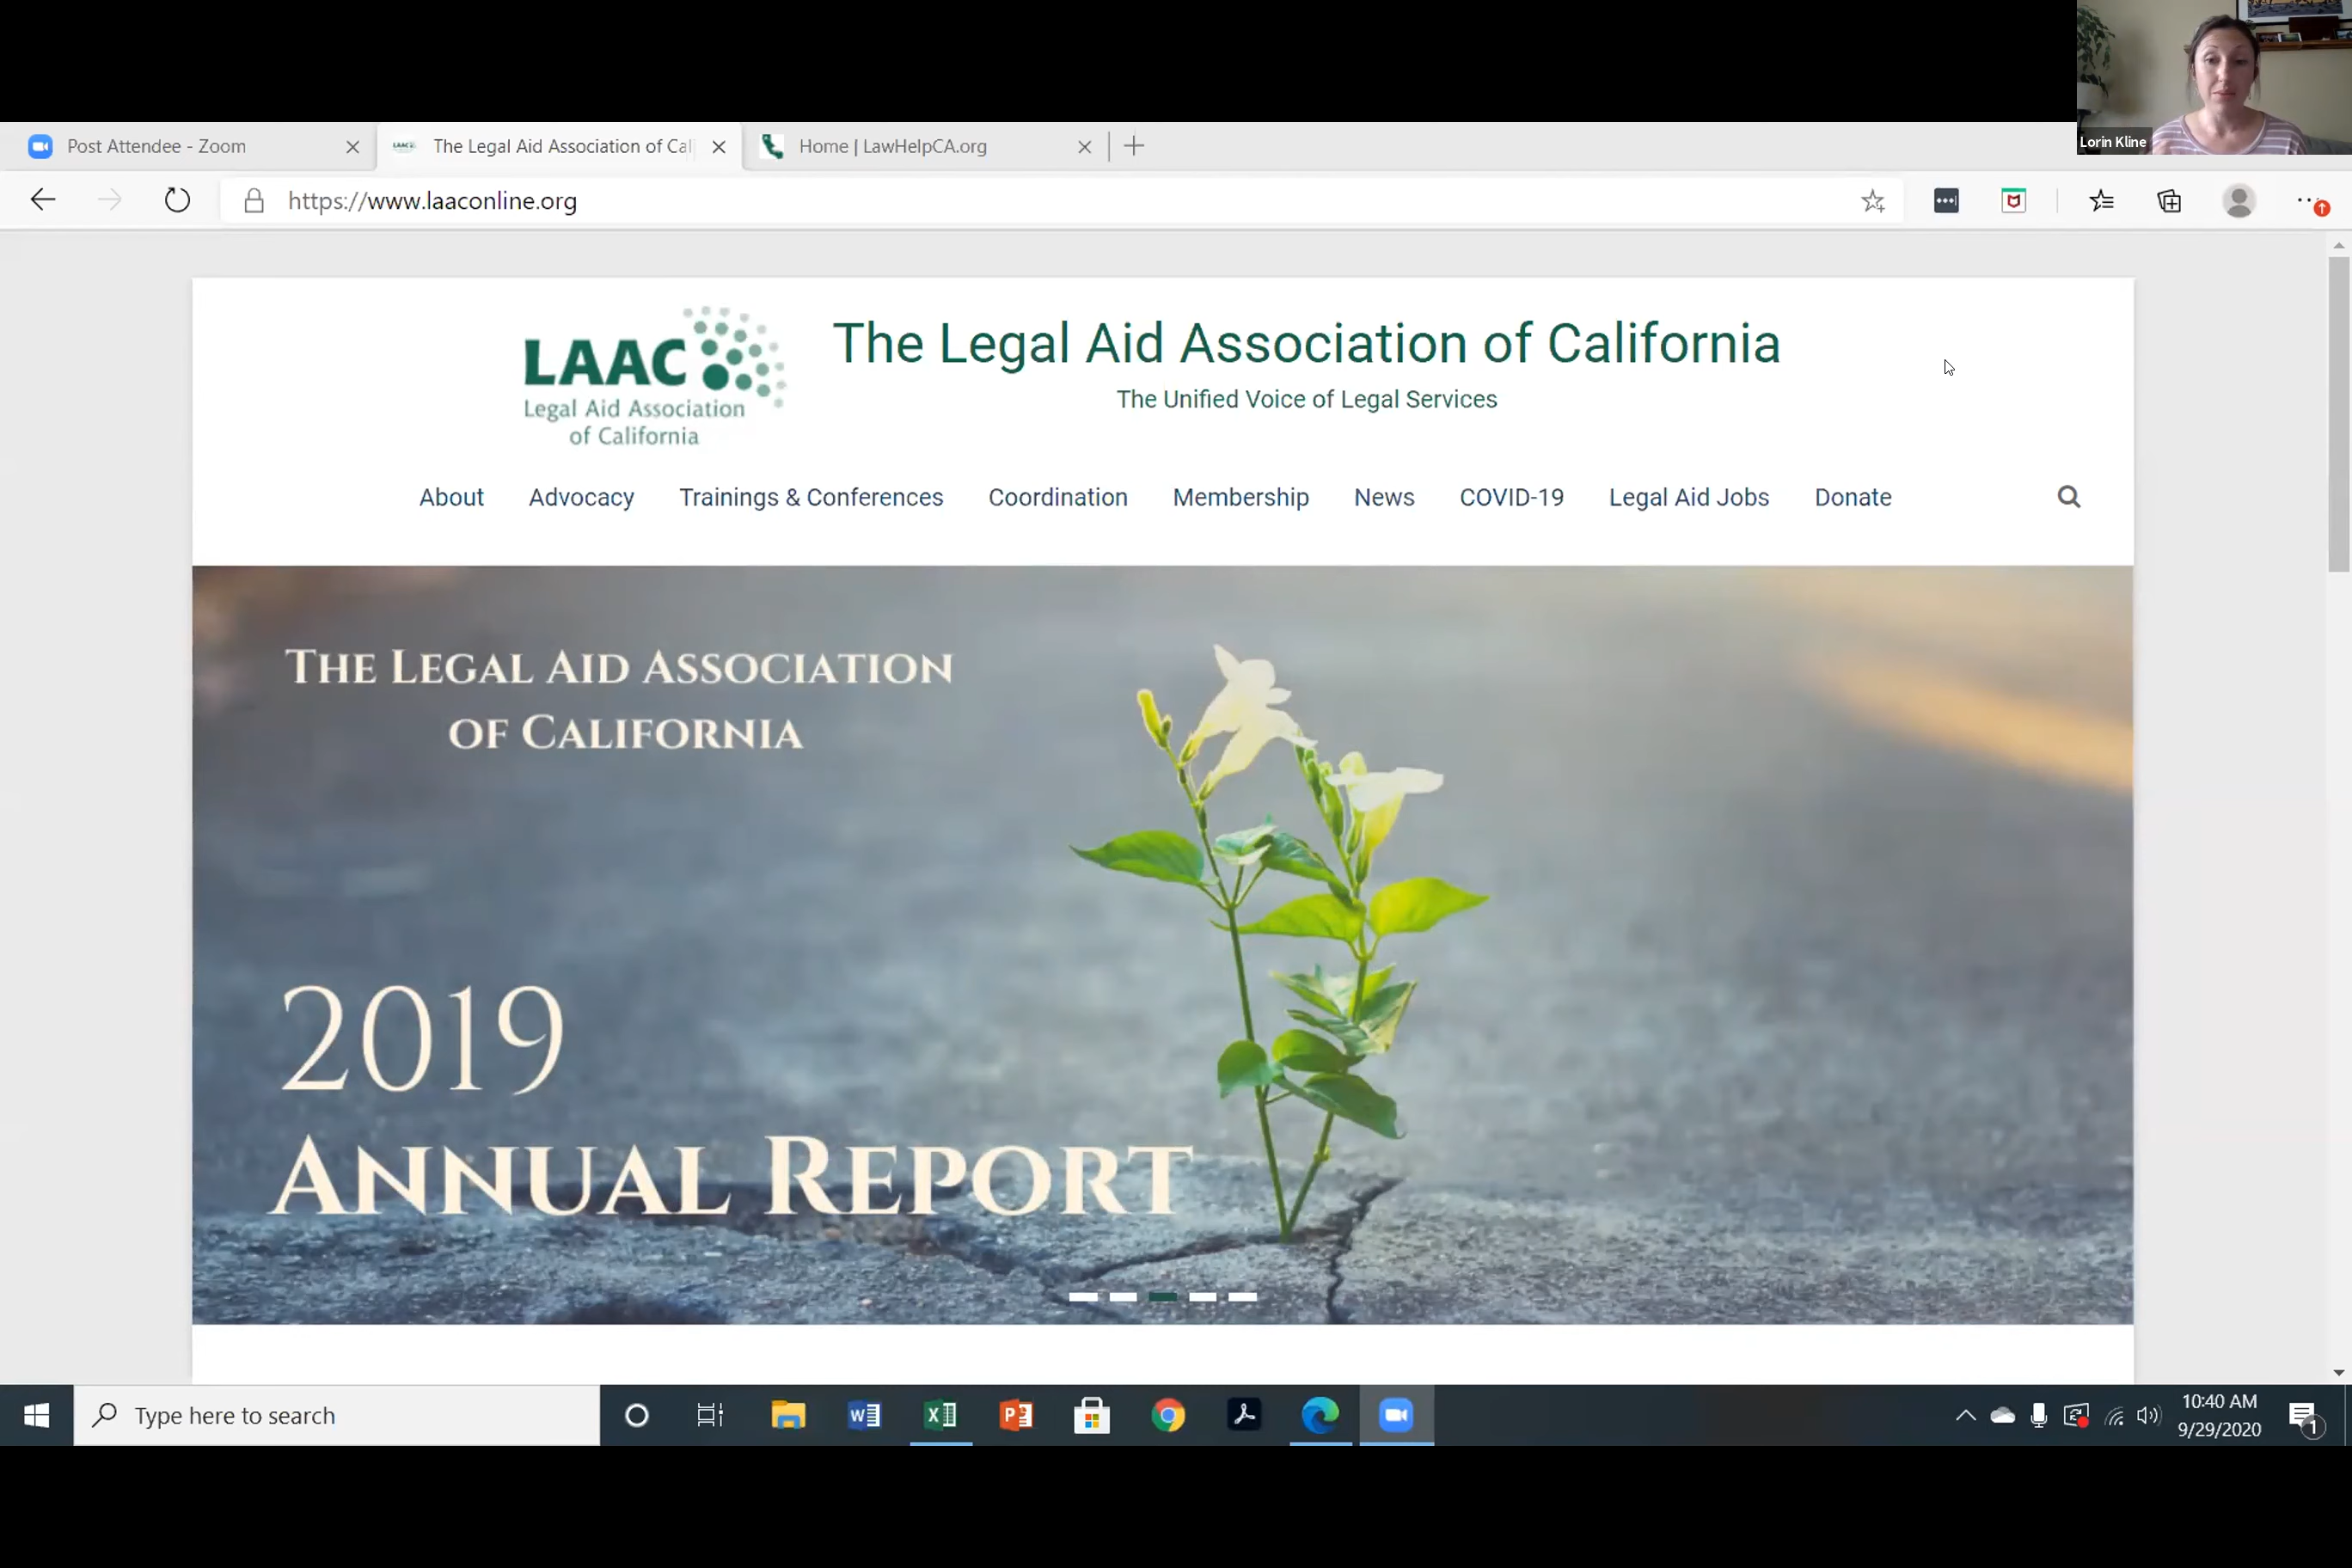 Lorin Kline
Post Attendee - Zoom
The Legal Aid Association of Cal
Home | LawHelpCA.org
https://www.laaconline.org
LAAC
Legal Aid Association
of California
The Legal Aid Association of California
The Unified Voice of Legal Services
About Advocacy Trainings & Conferences Coordination Membership News COVID-19 Legal Aid Jobs Donate
The Legal Aid Association
of California
2019
Annual Report
Type here to search
10:40 AM
9/29/2020
1